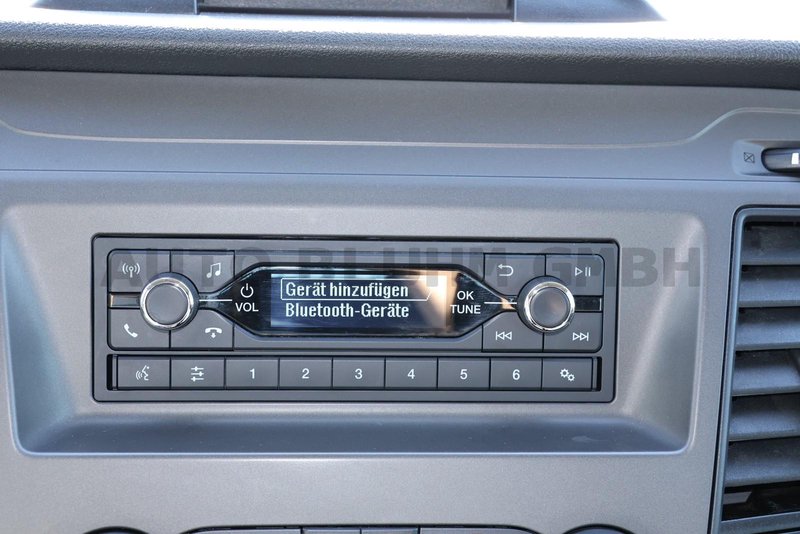 AUTO BLUHM GMBH
Gerät hinzufügen
Bluetooth-Geräte
VOL
OK
TUNE
1 2 3 4 5 6